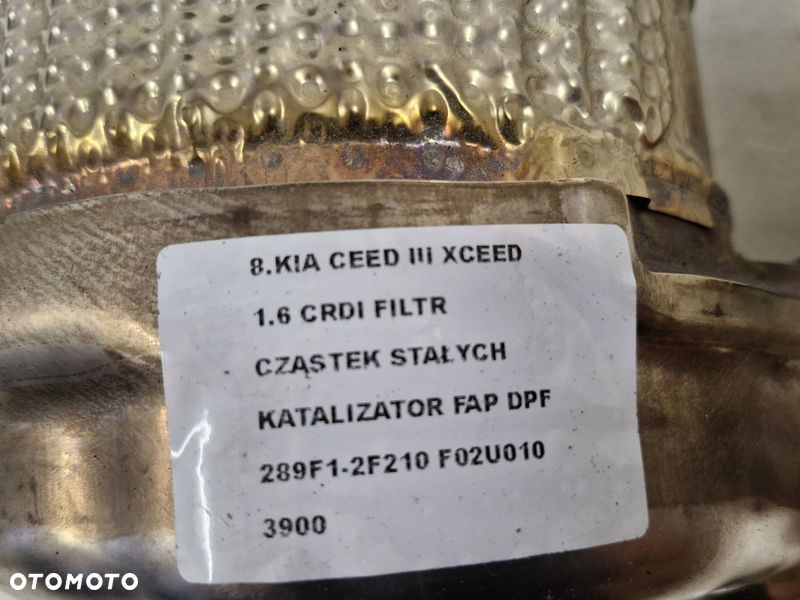 8.KIA CEED III XCEED
1.6 CRDI FILTR
CZĄSTEK STAŁYCH
KATALIZATOR FAP DPF
289F1-2F210 F02U010
3900
OTOMOTO